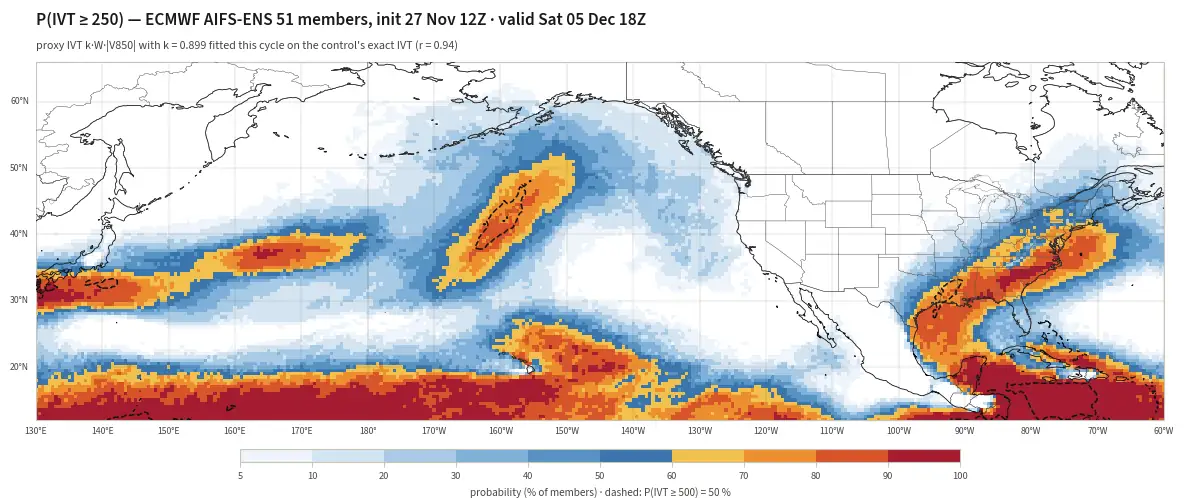 P(IVT ≥ 250) — ECMWF AIFS-ENS 51 members, init 27 Nov 12Z · valid Sat 05 Dec 18Z
proxy IVT k·W·|V850| with k = 0.899 fitted this cycle on the control's exact IVT (r = 0.94)
60°N
50°N
40°N
30°N
20°N
130°E 140°E 150°E 160°E 170°E 180° 170°W 160°W 150°W 140°W 130°W 120°W 110°W 100°W 90°W 80°W 70°W 60°W
5 10 20 30 40 50 60 70 80 90 100
probability (% of members) · dashed: P(IVT ≥ 500) = 50 %